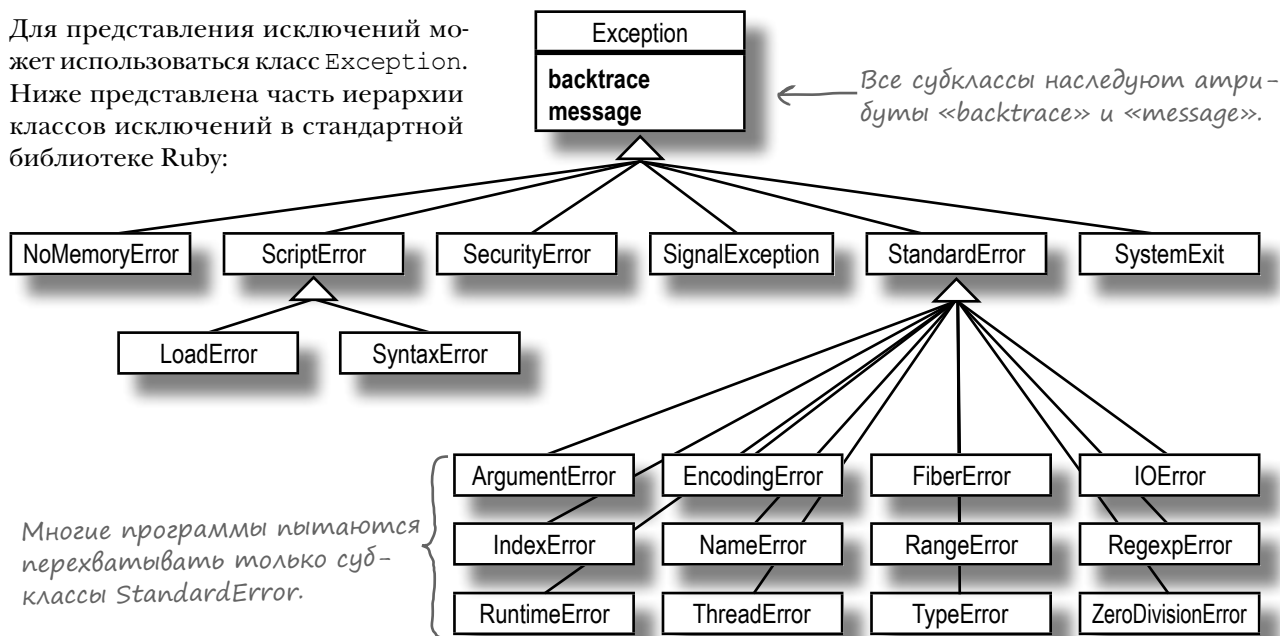 Для представления исключений мо-
жет использоваться класс Exception.
Ниже представлена часть иерархии
классов исключений в стандартной
библиотеке Ruby:
Exception
backtrace
message
Все субклассы наследуют атри-
буты «backtrace» и «message».
NoMemoryError
ScriptError
SecurityError
SignalException
StandardError
SystemExit
LoadError
SyntaxError
Многие программы пытаются
перехватывать только суб-
классы StandardError.
ArgumentError
EncodingError
FiberError
IOError
IndexError
NameError
RangeError
RegexpError
RuntimeError
ThreadError
TypeError
ZeroDivisionError